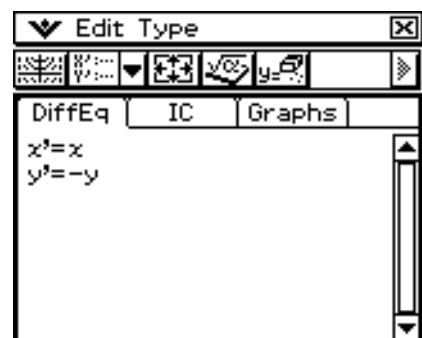 Edit Type
y=
DiffEq IC Graphs
x'=x
y'=-y